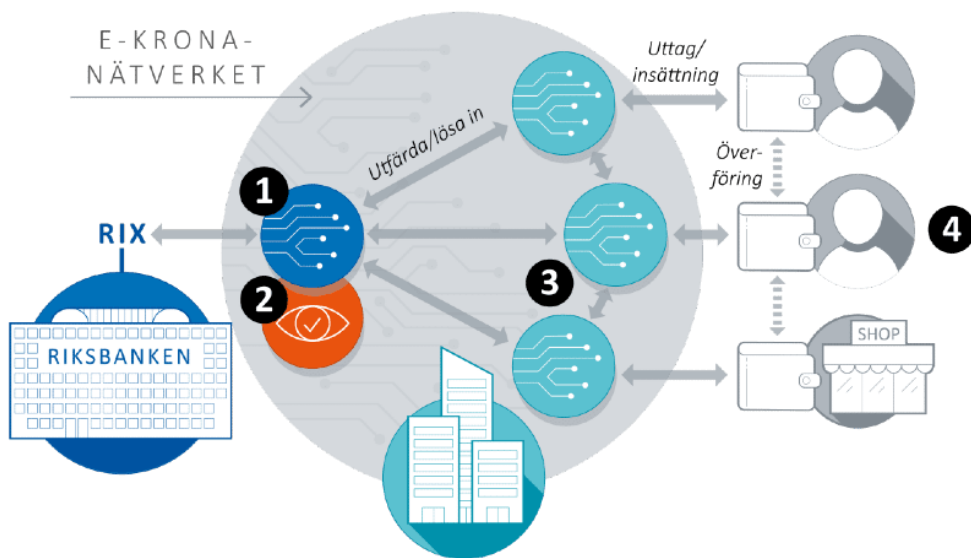 E-KRONA-
NÄTVERKET
Uttag/
insättning
Utfärda/lösa in
Över-
föring
1
RIX
2
3
4
RIKSBANKEN
SHOP